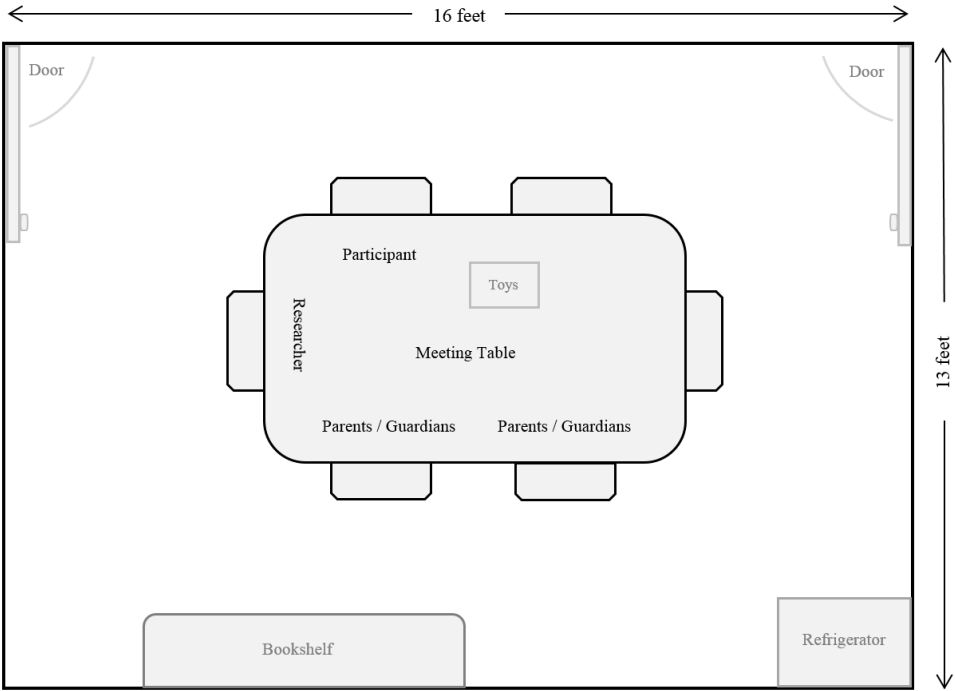 16 feet
Door
Door
Participant
Toys
Researcher
Meeting Table
13 feet
Parents / Guardians
Parents / Guardians
Bookshelf
Refrigerator